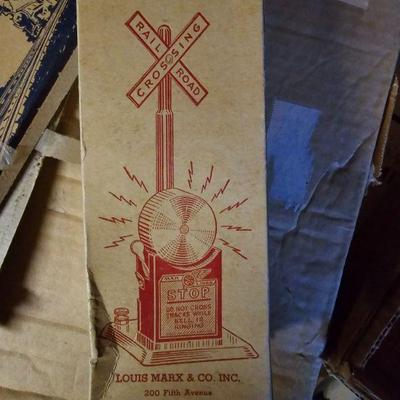 RAIL CROSSING
CROSSING ROAD
STOP
DO NOT CROSS
TRACKS WHILE
BELL IS
RINGING
LOUIS MARX & CO. INC.
200 Fifth Avenue